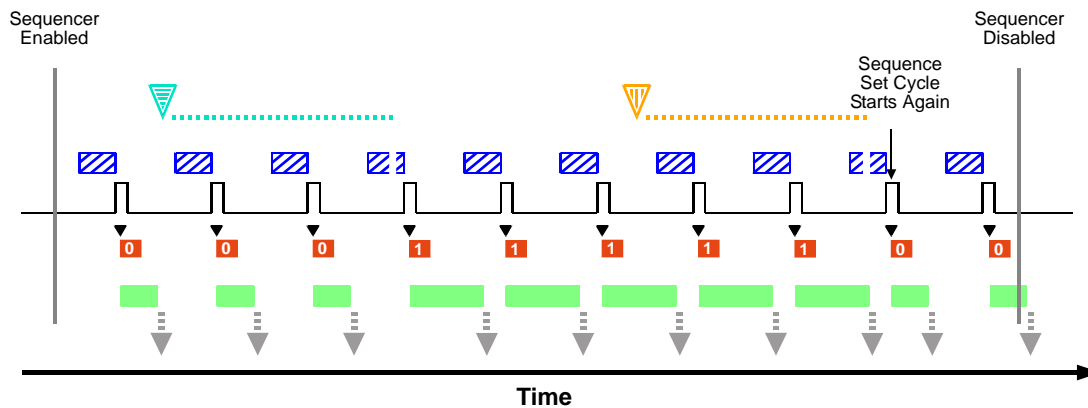 Sequencer
Enabled
Sequencer
Disabled
Sequence
Set Cycle
Starts Again
0 0 0 1 1 1 1 1 0 0
Time